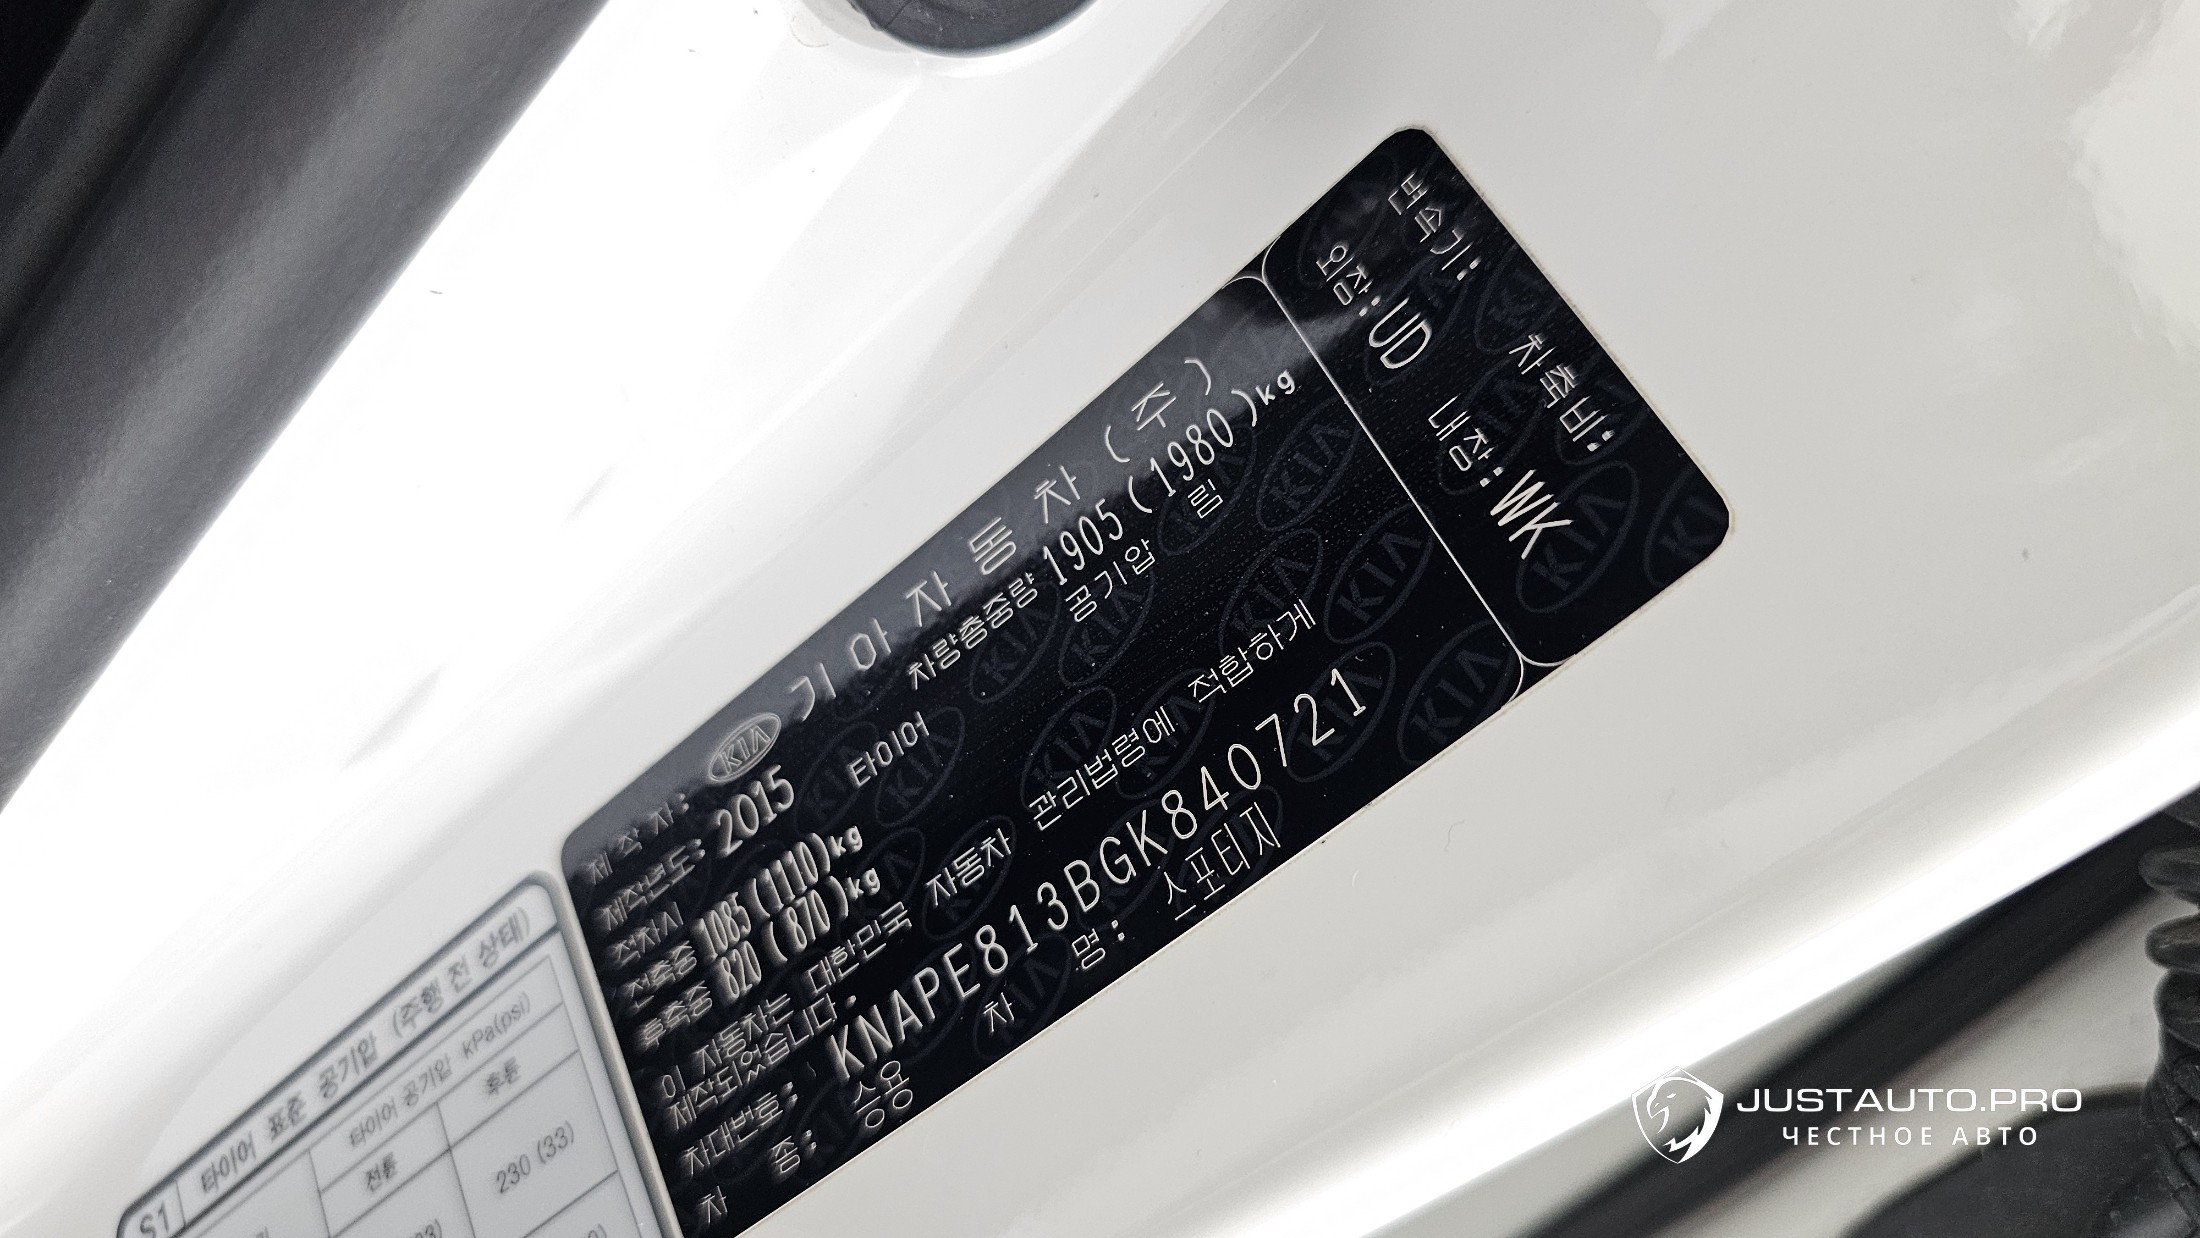 제 작 자: KIA 기 아 자 동 차 ( 주 )
제작년도: 2015 차량총중량 1905 (1980 )kg
적차시 타이어 공기압 림
전축중 1085 (1110)kg
후축중 820 ( 870 )kg
이 자동차는 대한민국 자동차 관리법령에 적합하게
제작되었습니다.
차대번호: KNAPE813BGK840721
차 종: 승용 차 명: 스포티지
변속기: 차축비:
외장:UD 내장:WK
S1 타이어 표준 공기압 (주행 전 상태)
타이어 공기압 kPa(psi)
전륜 후륜
230 (33)
JUSTAUTO.PRO
ЧЕСТНОЕ АВТО